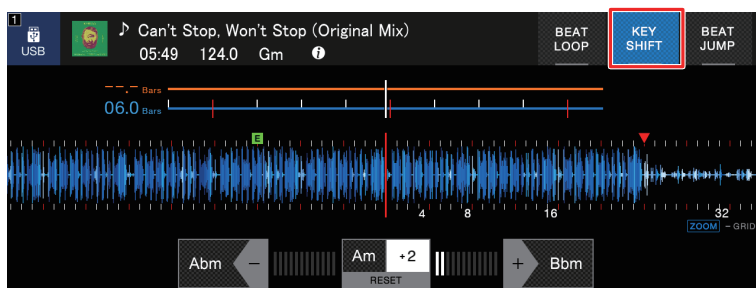 1
USB
♪ Can't Stop, Won't Stop (Original Mix)
05:49 124.0 Gm i
BEAT LOOP
KEY SHIFT
BEAT JUMP
--.- Bars
06.0 Bars
E
4 8 16 32
ZOOM – GRID
Abm – Am +2 + Bbm
RESET